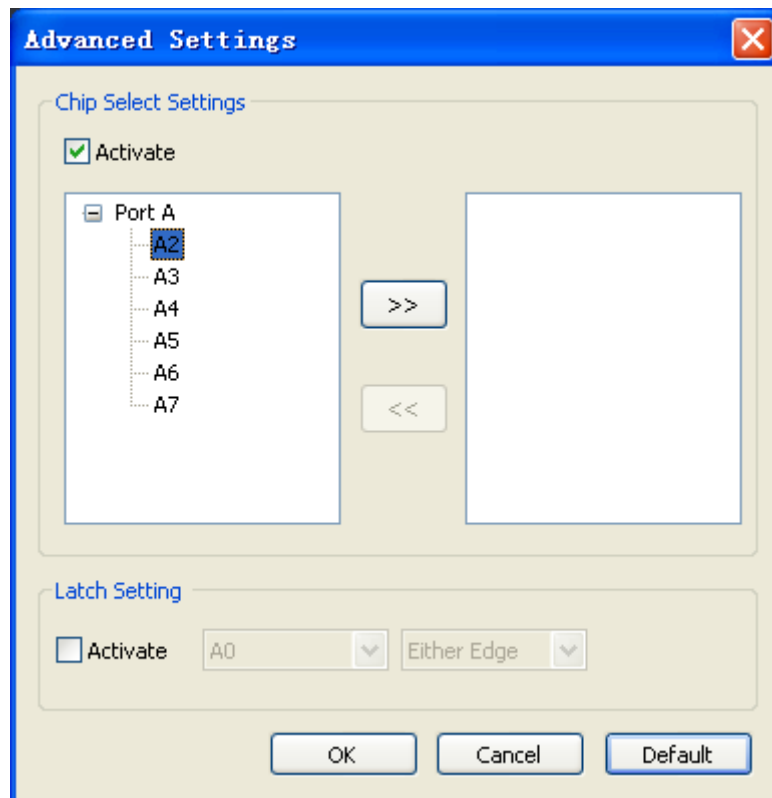 Advanced Settings
Chip Select Settings
Activate
Port A
A2
A3
A4
A5
A6
A7
>>
<<
Latch Setting
Activate A0 Either Edge
OK Cancel Default